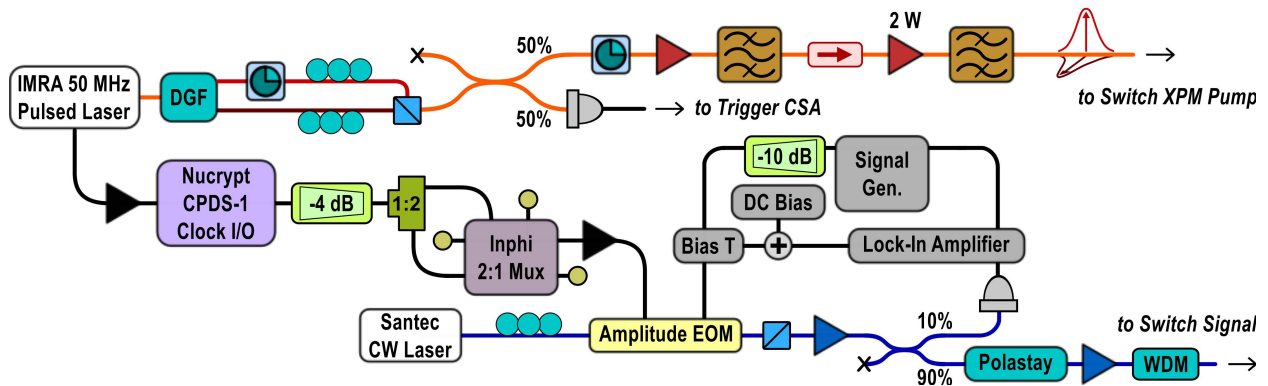 2 W
50%
IMRA 50 MHz
Pulsed Laser
DGF
to Switch XPM Pump
50%
to Trigger CSA
-10 dB
Signal
Gen.
Nucrypt
CPDS-1
Clock I/O
-4 dB
1:2
DC Bias
Inphi
2:1 Mux
Bias T
+
Lock-In Amplifier
Santec
CW Laser
Amplitude EOM
10%
to Switch Signal
Polastay
WDM
90%